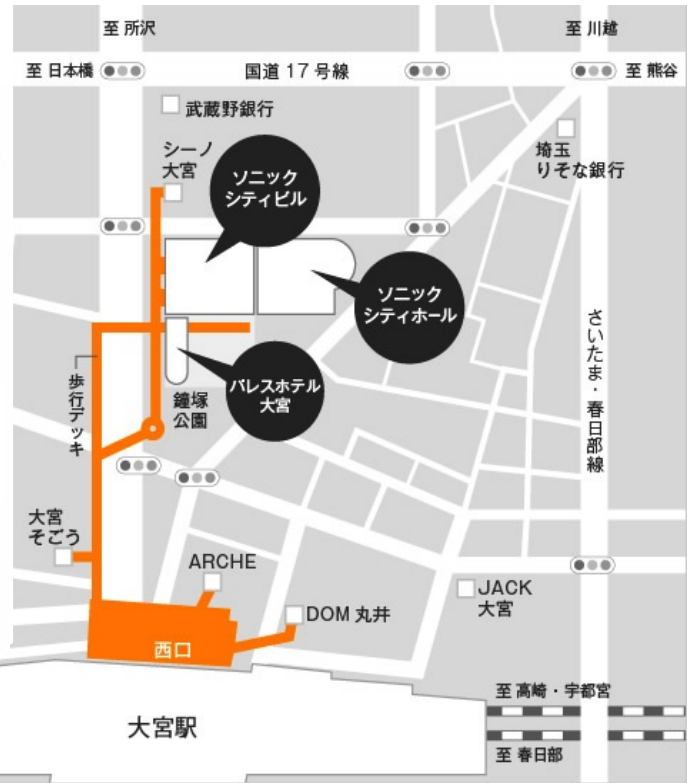 至 所沢
至 川越
至 日本橋
国道 17 号線
至 熊谷
武蔵野銀行
シーノ
大宮
埼玉
りそな銀行
ソニック
シティビル
ソニック
シティホール
パレスホテル
大宮
さいたま・春日部線
歩行デッキ
鐘塚
公園
大宮
そごう
ARCHE
JACK
大宮
DOM 丸井
西口
大宮駅
至 高崎・宇都宮
至 春日部